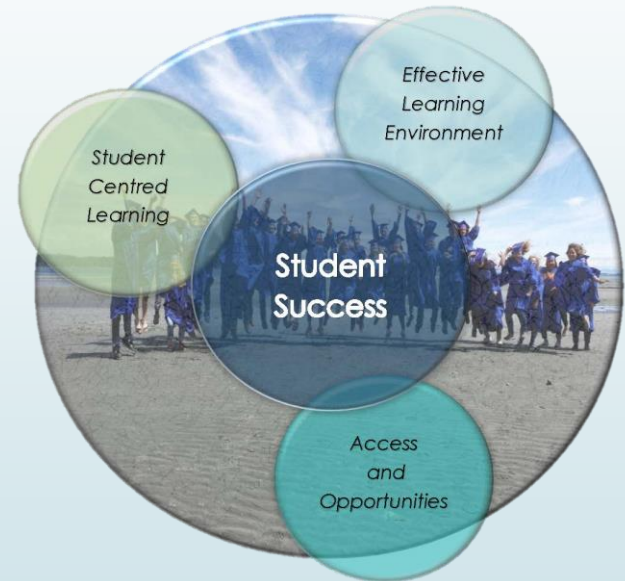 Effective
Learning
Environment
Student
Centred
Learning
Student
Success
Access
and
Opportunities